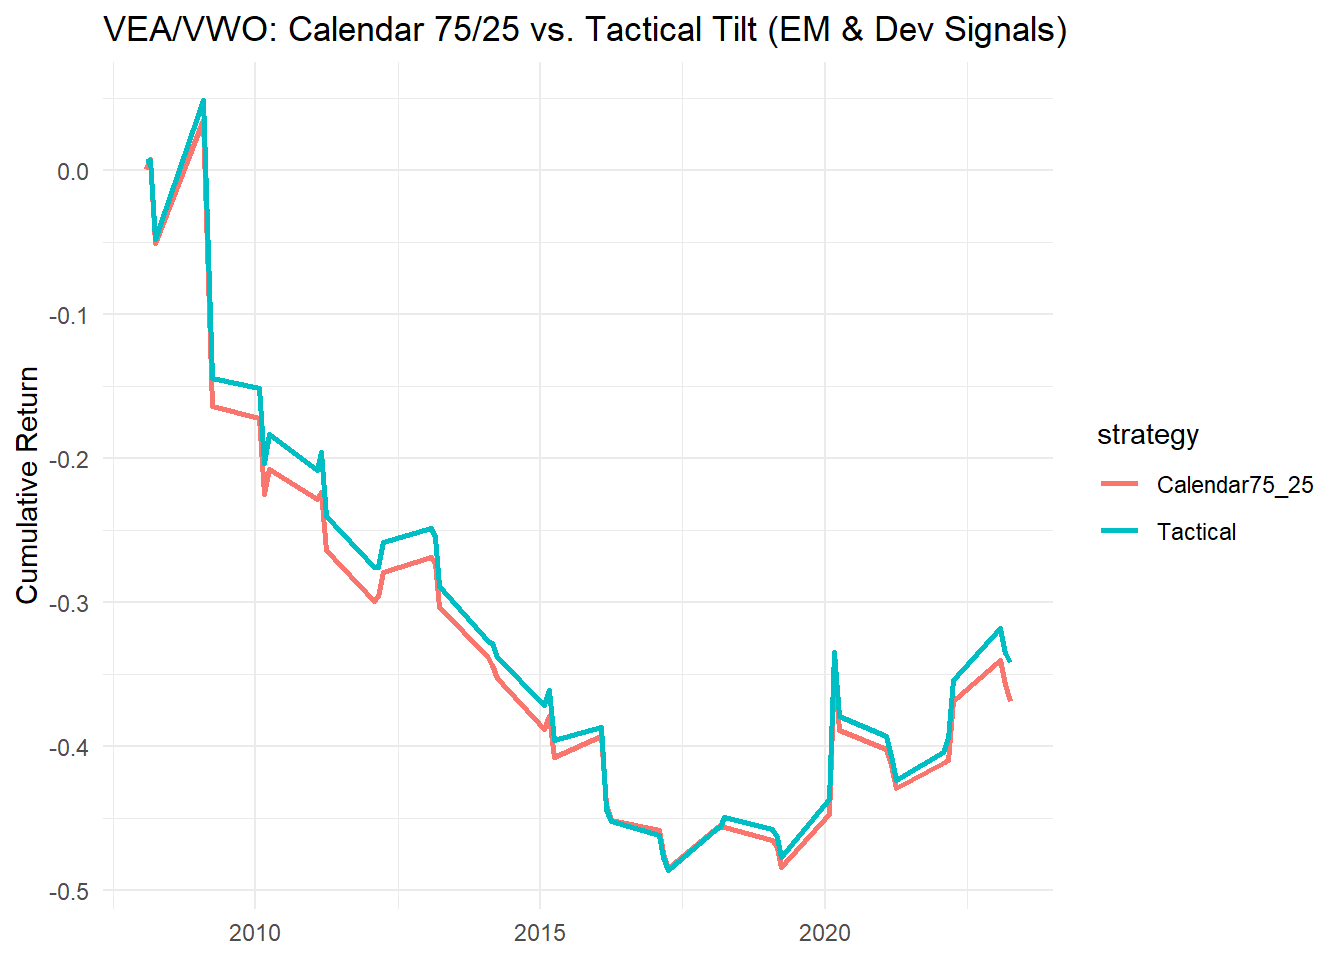 VEA/VWO: Calendar 75/25 vs. Tactical Tilt (EM & Dev Signals)
Cumulative Return
0.0
-0.1
-0.2
-0.3
-0.4
-0.5
2010
2015
2020
strategy
Calendar75_25
Tactical